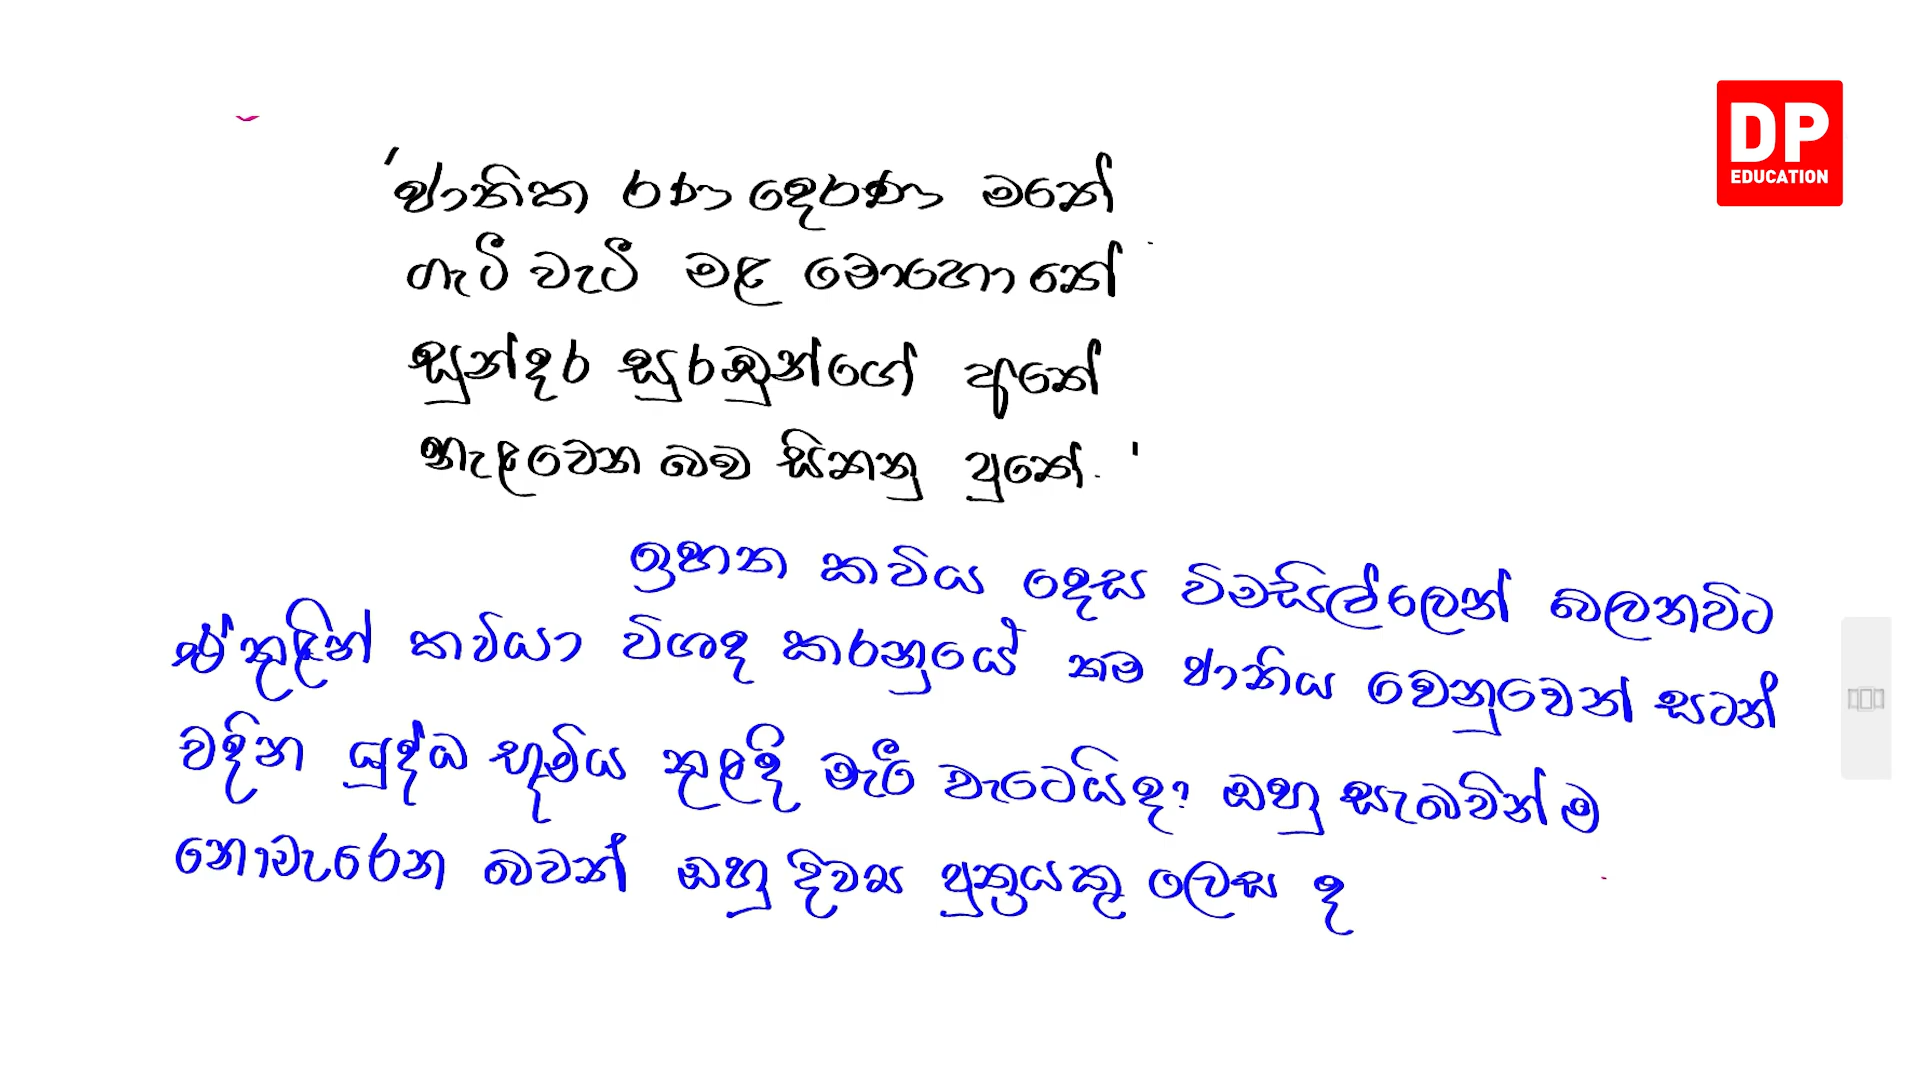 DP
EDUCATION
'ජාතික රණ දෙරණ මතේ
ගැටී වැටී මළ මොහොතේ
සුන්දර සුරඹුන්ගේ අතේ
නැළවෙන බව සිතනු පුතේ.'
ඉහත කවිය දෙස විමසිල්ලෙන් බලනවිට
ඒ තුළින් කවියා විශද කරනුයේ තම ජාතිය වෙනුවෙන් සටන්
වදින යුද්ධ භූමිය තුළදී මැරී වැටෙයිද? ඔහු සැබවින්ම
නොමැරෙන බවත් ඔහු දිව්‍ය පුත්‍රයකු ලෙස ද